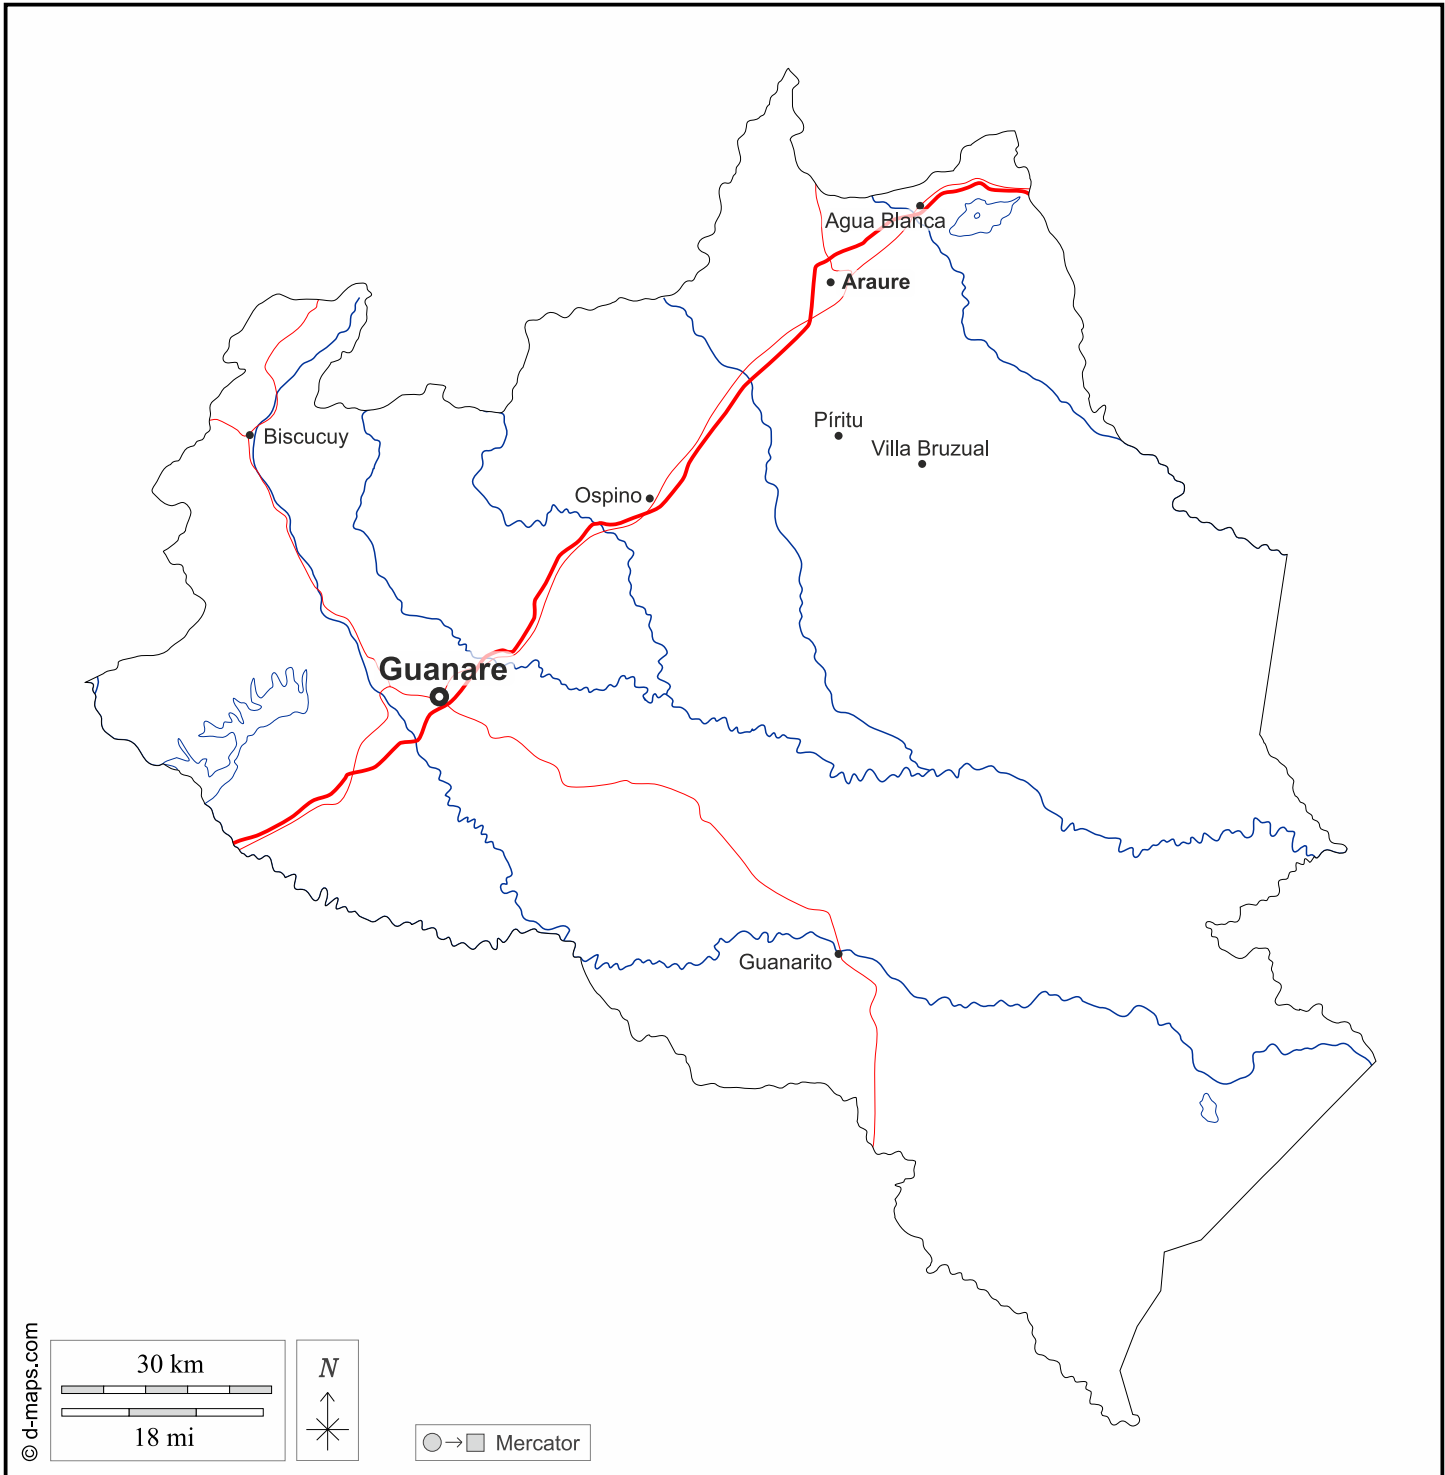 Agua Blanca
Araure
Píritu
Biscucuy
Villa Bruzual
Ospino
Guanare
Guanarito
30 km
18 mi
N
Mercator
© d-maps.com